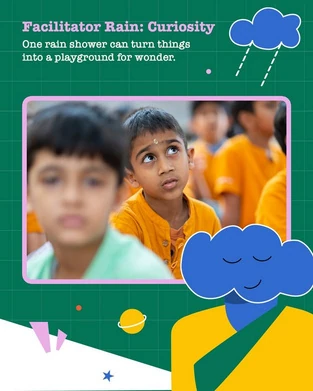 Facilitator Rain: Curiosity
One rain shower can turn things
into a playground for wonder.